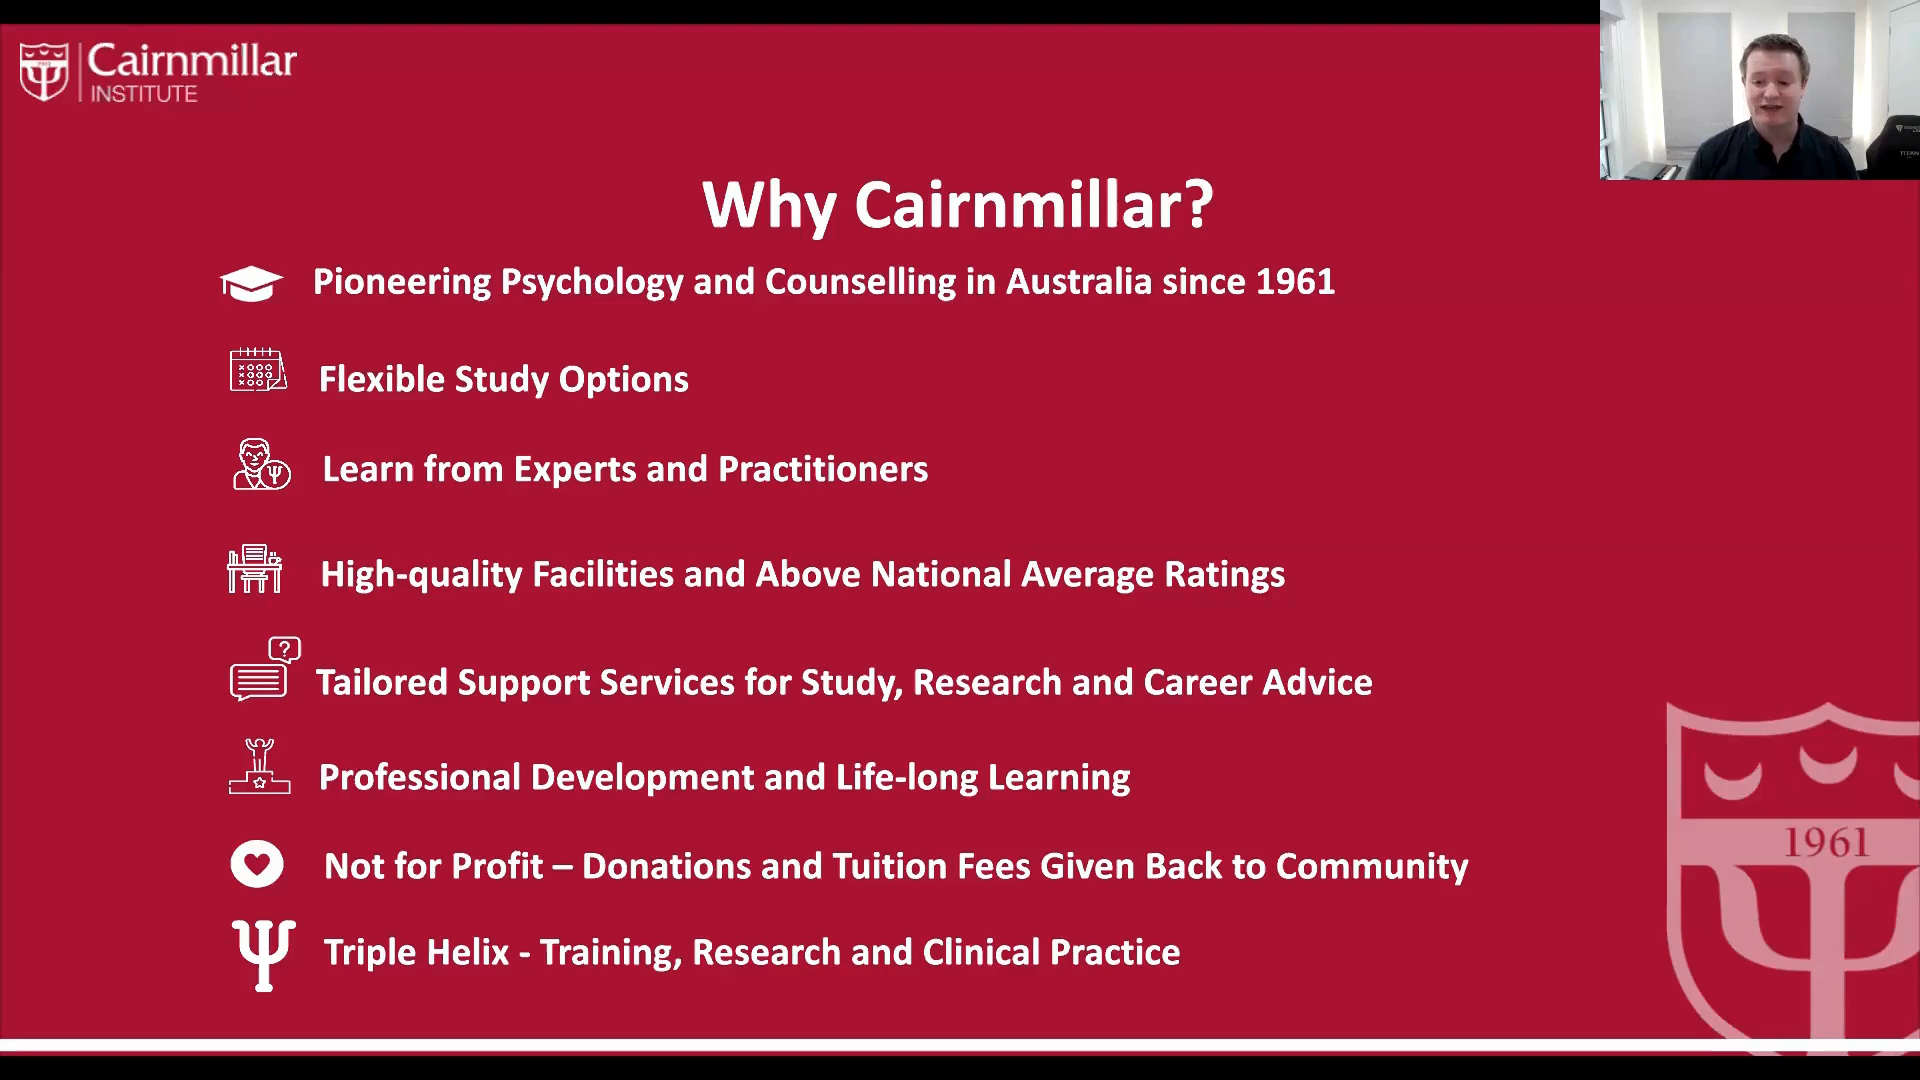 Cairnmillar
INSTITUTE
Why Cairnmillar?
Pioneering Psychology and Counselling in Australia since 1961
Flexible Study Options
Learn from Experts and Practitioners
High-quality Facilities and Above National Average Ratings
?
Tailored Support Services for Study, Research and Career Advice
Professional Development and Life-long Learning
Not for Profit – Donations and Tuition Fees Given Back to Community
Triple Helix - Training, Research and Clinical Practice
1961
TITAN